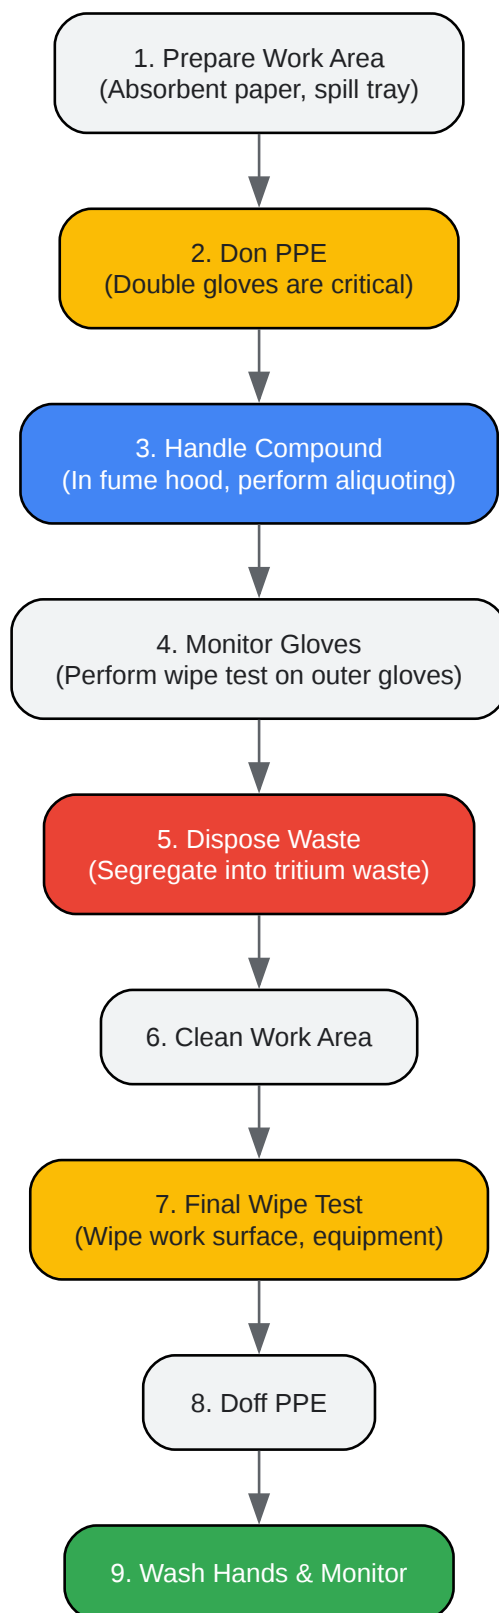 1. Prepare Work Area
(Absorbent paper, spill tray)
2. Don PPE
(Double gloves are critical)
3. Handle Compound
(In fume hood, perform aliquoting)
4. Monitor Gloves
(Perform wipe test on outer gloves)
5. Dispose Waste
(Segregate into tritium waste)
6. Clean Work Area
7. Final Wipe Test
(Wipe work surface, equipment)
8. Doff PPE
9. Wash Hands & Monitor